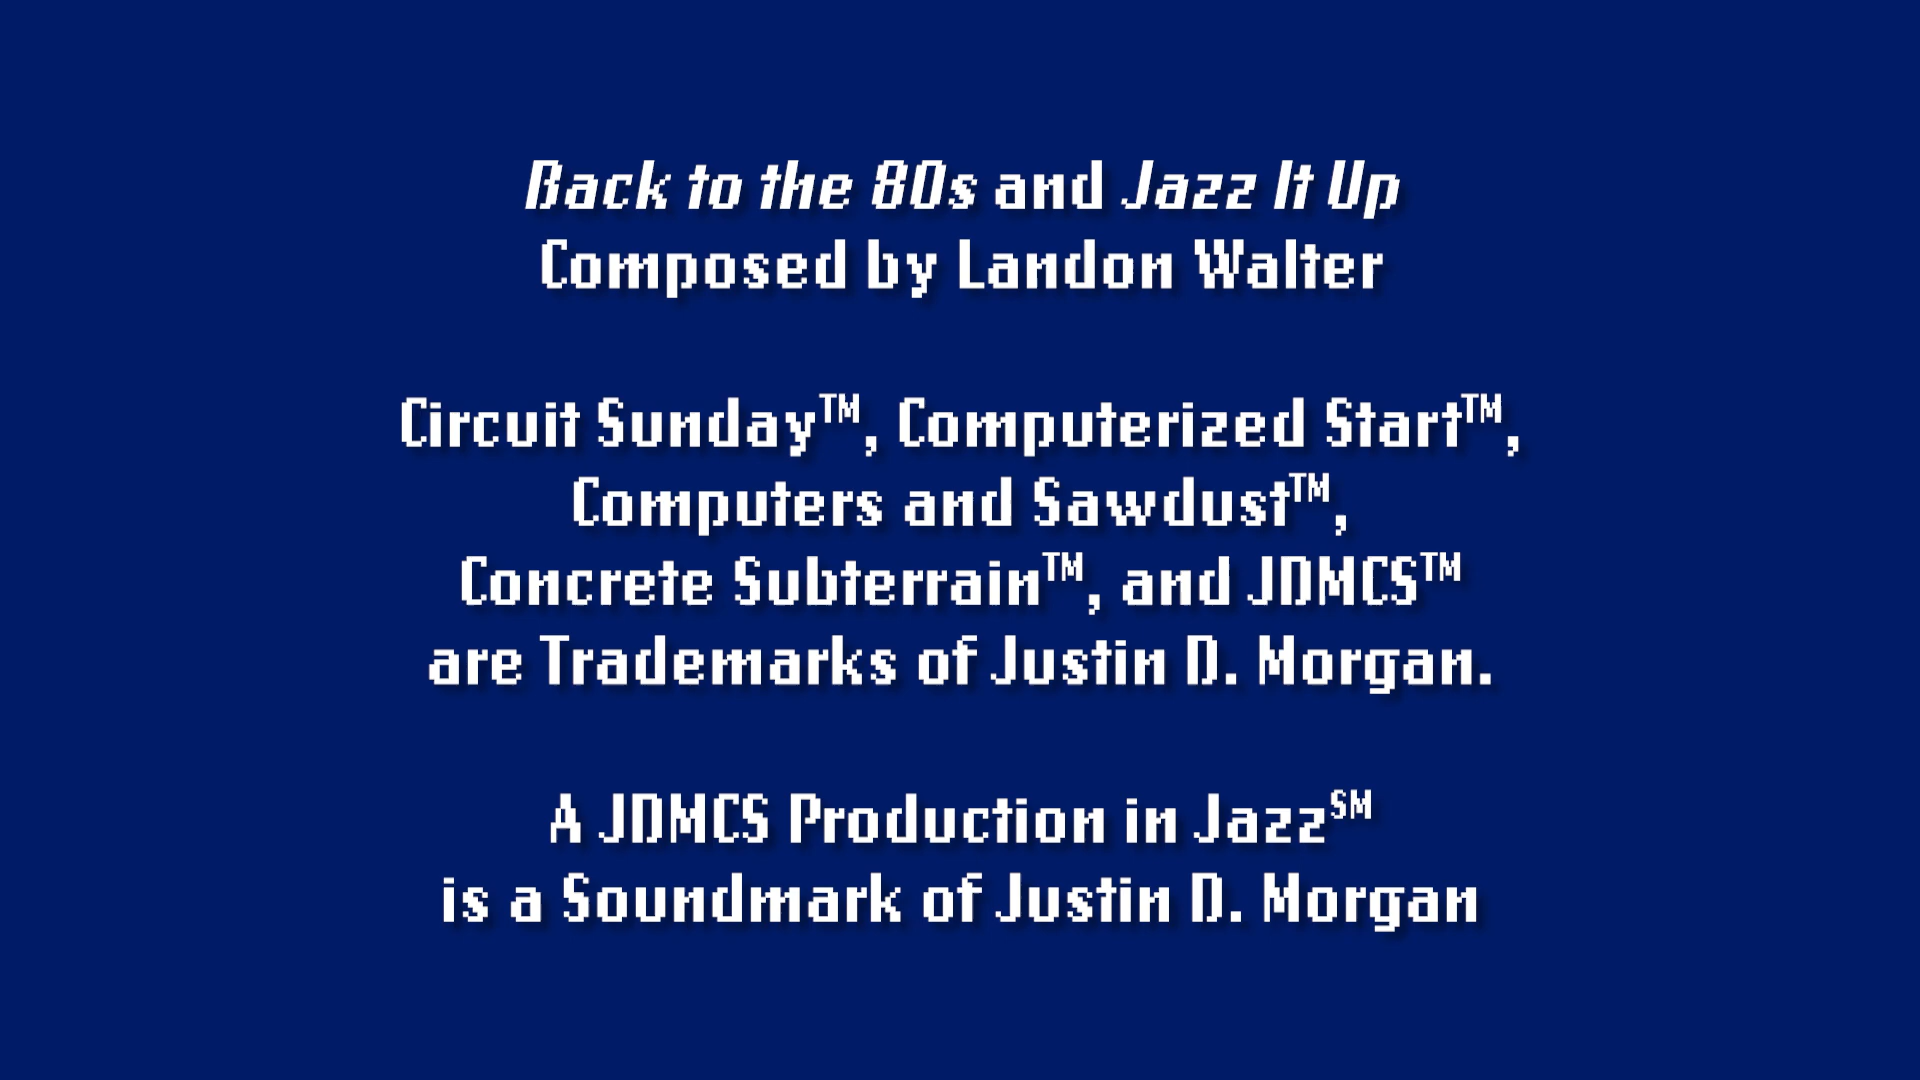 Back to the 80s and Jazz It Up
Composed by Landon Walter
Circuit Sunday™, Computerized Start™,
Computers and Sawdust™,
Concrete Subterrain™, and JDMCS™
are Trademarks of Justin D. Morgan.
A JDMCS Production in Jazz℠
is a Soundmark of Justin D. Morgan